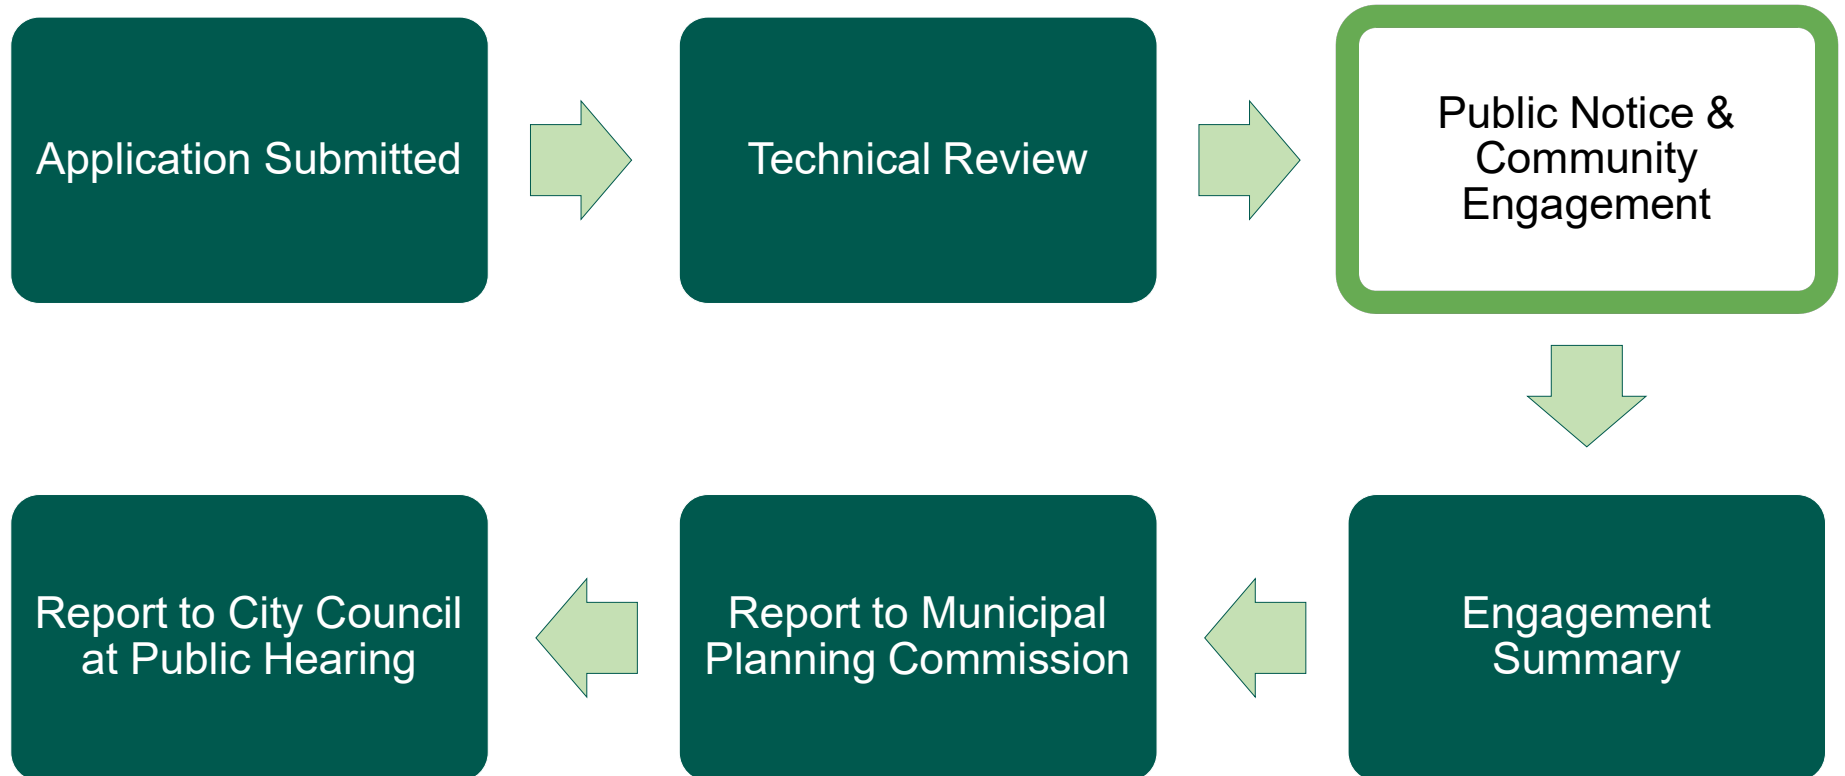 Application Submitted
Technical Review
Public Notice &
Community
Engagement
Engagement
Summary
Report to Municipal
Planning Commission
Report to City Council
at Public Hearing